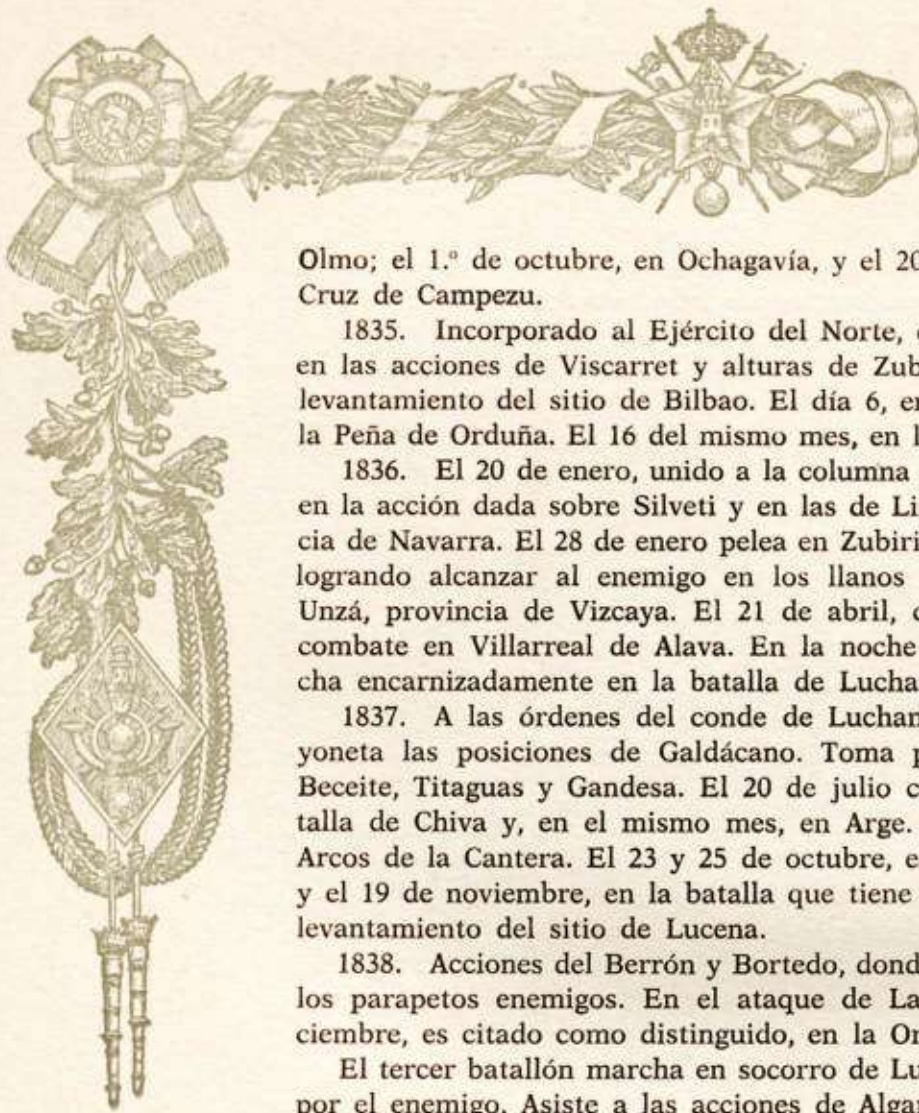 Olmo; el 1.º de octubre, en Ochagavía, y el 20
Cruz de Campezu.
1835. Incorporado al Ejército del Norte,
en las acciones de Viscarret y alturas de Zub
levantamiento del sitio de Bilbao. El día 6, en
la Peña de Orduña. El 16 del mismo mes, en l
1836. El 20 de enero, unido a la columna
en la acción dada sobre Silveti y en las de Li
cia de Navarra. El 28 de enero pelea en Zubiri
logrando alcanzar al enemigo en los llanos
Unzá, provincia de Vizcaya. El 21 de abril,
combate en Villarreal de Alava. En la noche
cha encarnizadamente en la batalla de Lucha
1837. A las órdenes del conde de Luchan
yoneta las posiciones de Galdácano. Toma p
Beceite, Titaguas y Gandesa. El 20 de julio c
talla de Chiva y, en el mismo mes, en Arge.
Arcos de la Cantera. El 23 y 25 de octubre, e
y el 19 de noviembre, en la batalla que tiene
levantamiento del sitio de Lucena.
1838. Acciones del Berrón y Bortedo, dond
los parapetos enemigos. En el ataque de La
ciembre, es citado como distinguido, en la Or
El tercer batallón marcha en socorro de Lu
por el enemigo. Asiste a las acciones de Alga